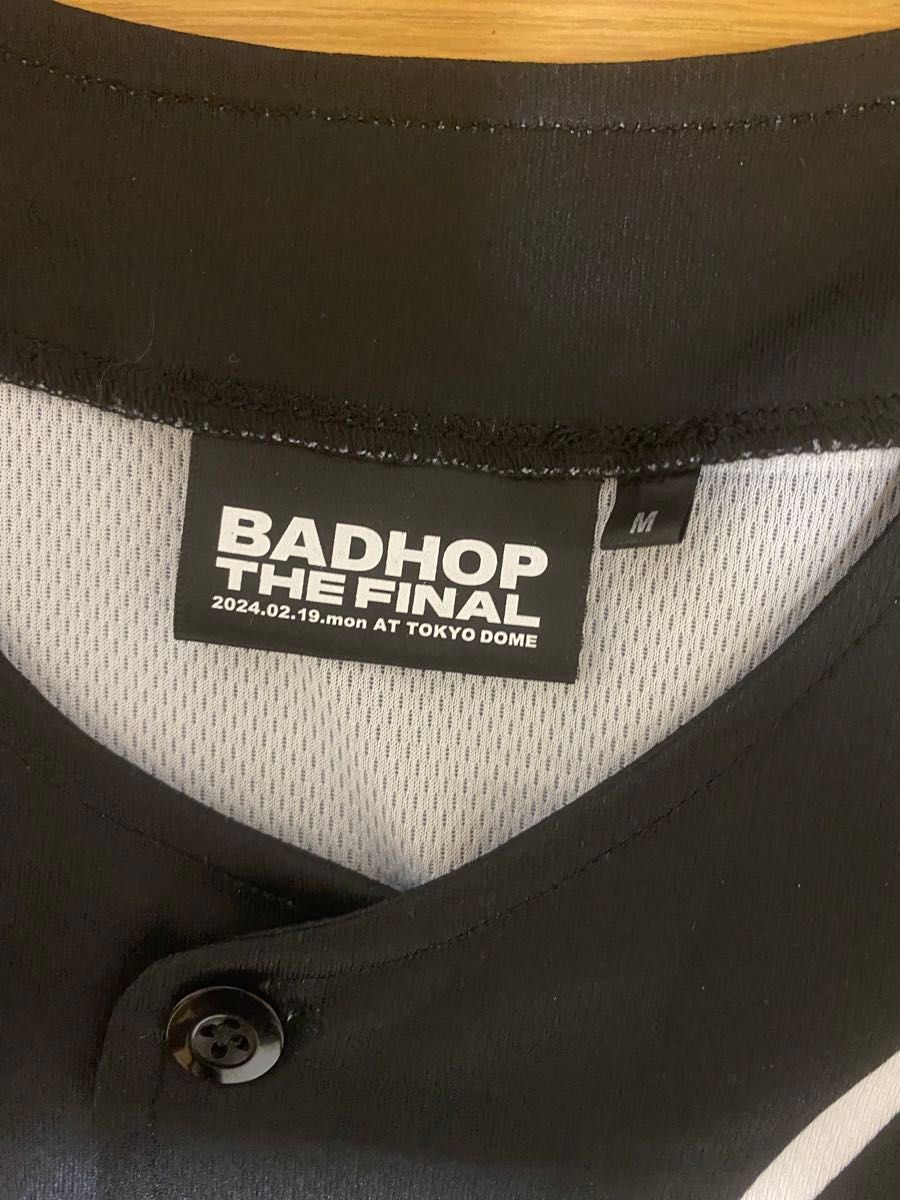 BADHOP
THE FINAL
2024.02.19.mon AT TOKYO DOME
M